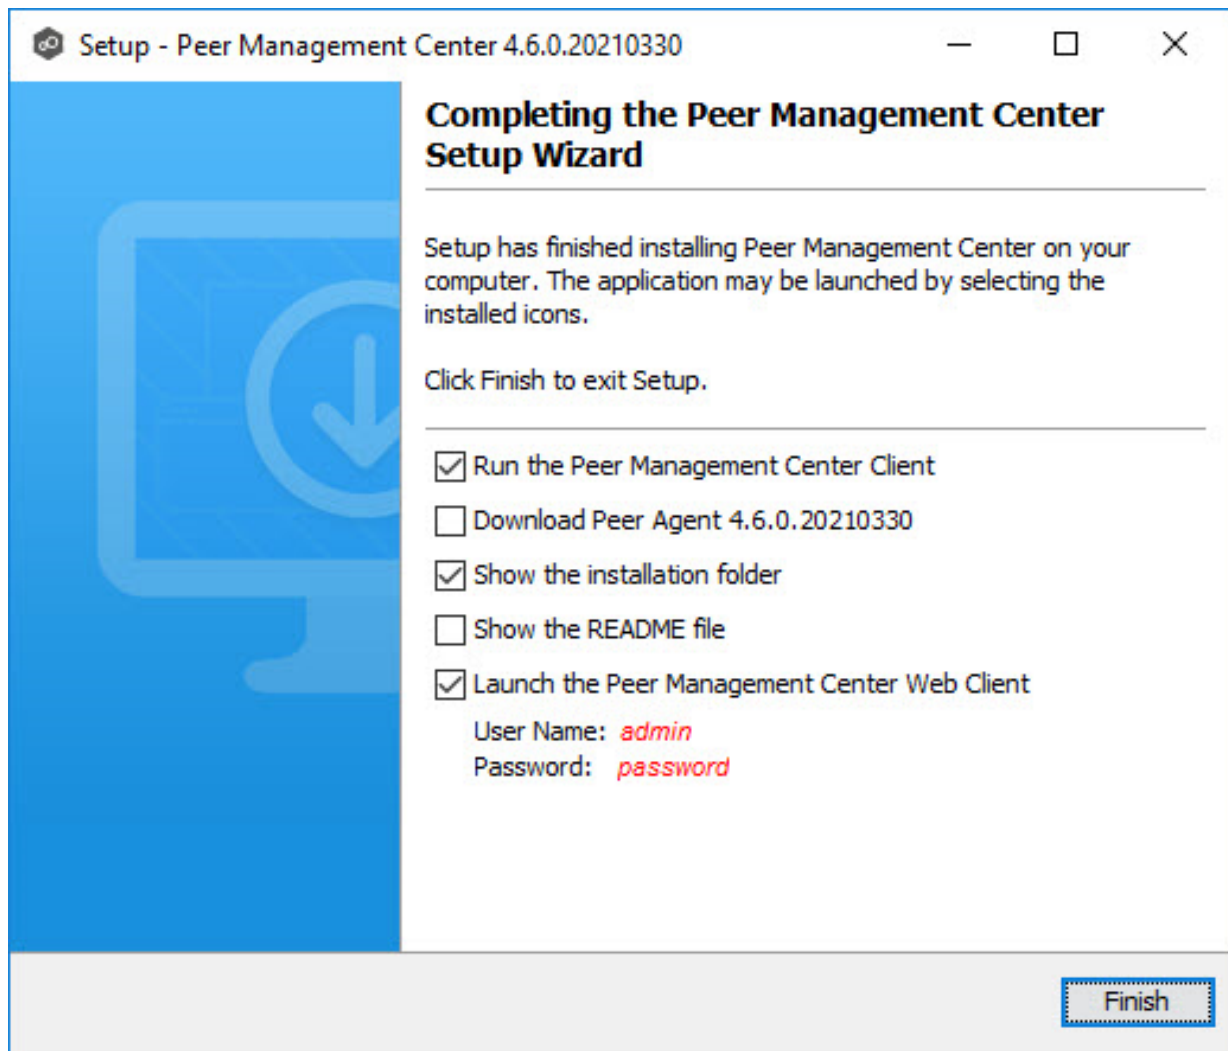 Setup - Peer Management Center 4.6.0.20210330
Completing the Peer Management Center
Setup Wizard
Setup has finished installing Peer Management Center on your
computer. The application may be launched by selecting the
installed icons.
Click Finish to exit Setup.
Run the Peer Management Center Client
Download Peer Agent 4.6.0.20210330
Show the installation folder
Show the README file
Launch the Peer Management Center Web Client
User Name: admin
Password: password
Finish